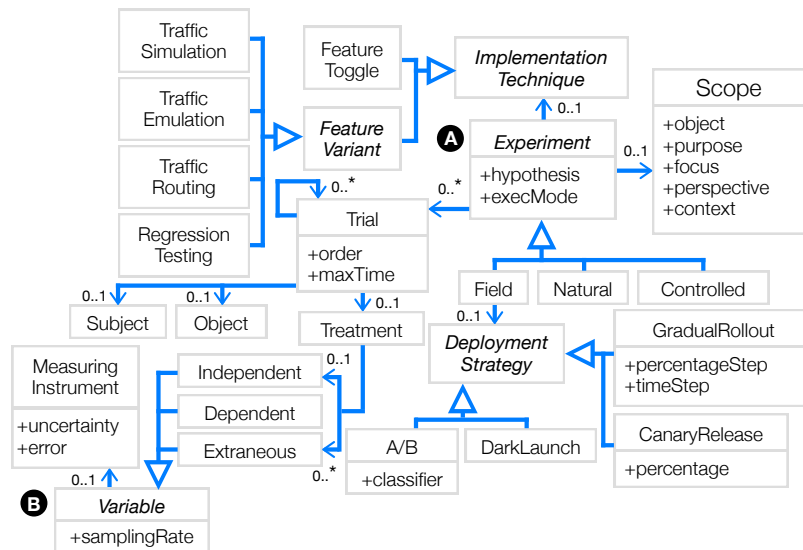 Traffic
Simulation
Traffic
Emulation
Traffic
Routing
Regression
Testing
Feature
Toggle
Feature
Variant
Implementation
Technique
0..1
A
Experiment
+hypothesis
+execMode
0..1
Scope
+object
+purpose
+focus
+perspective
+context
0..*
0..*
Trial
+order
+maxTime
0..1
Subject
0..1
Object
0..1
Treatment
Field
Natural
Controlled
0..1
Deployment
Strategy
GradualRollout
+percentageStep
+timeStep
CanaryRelease
+percentage
A/B
+classifier
DarkLaunch
Measuring
Instrument
+uncertainty
+error
Independent
0..1
Dependent
Extraneous
0..*
0..1
B
Variable
+samplingRate